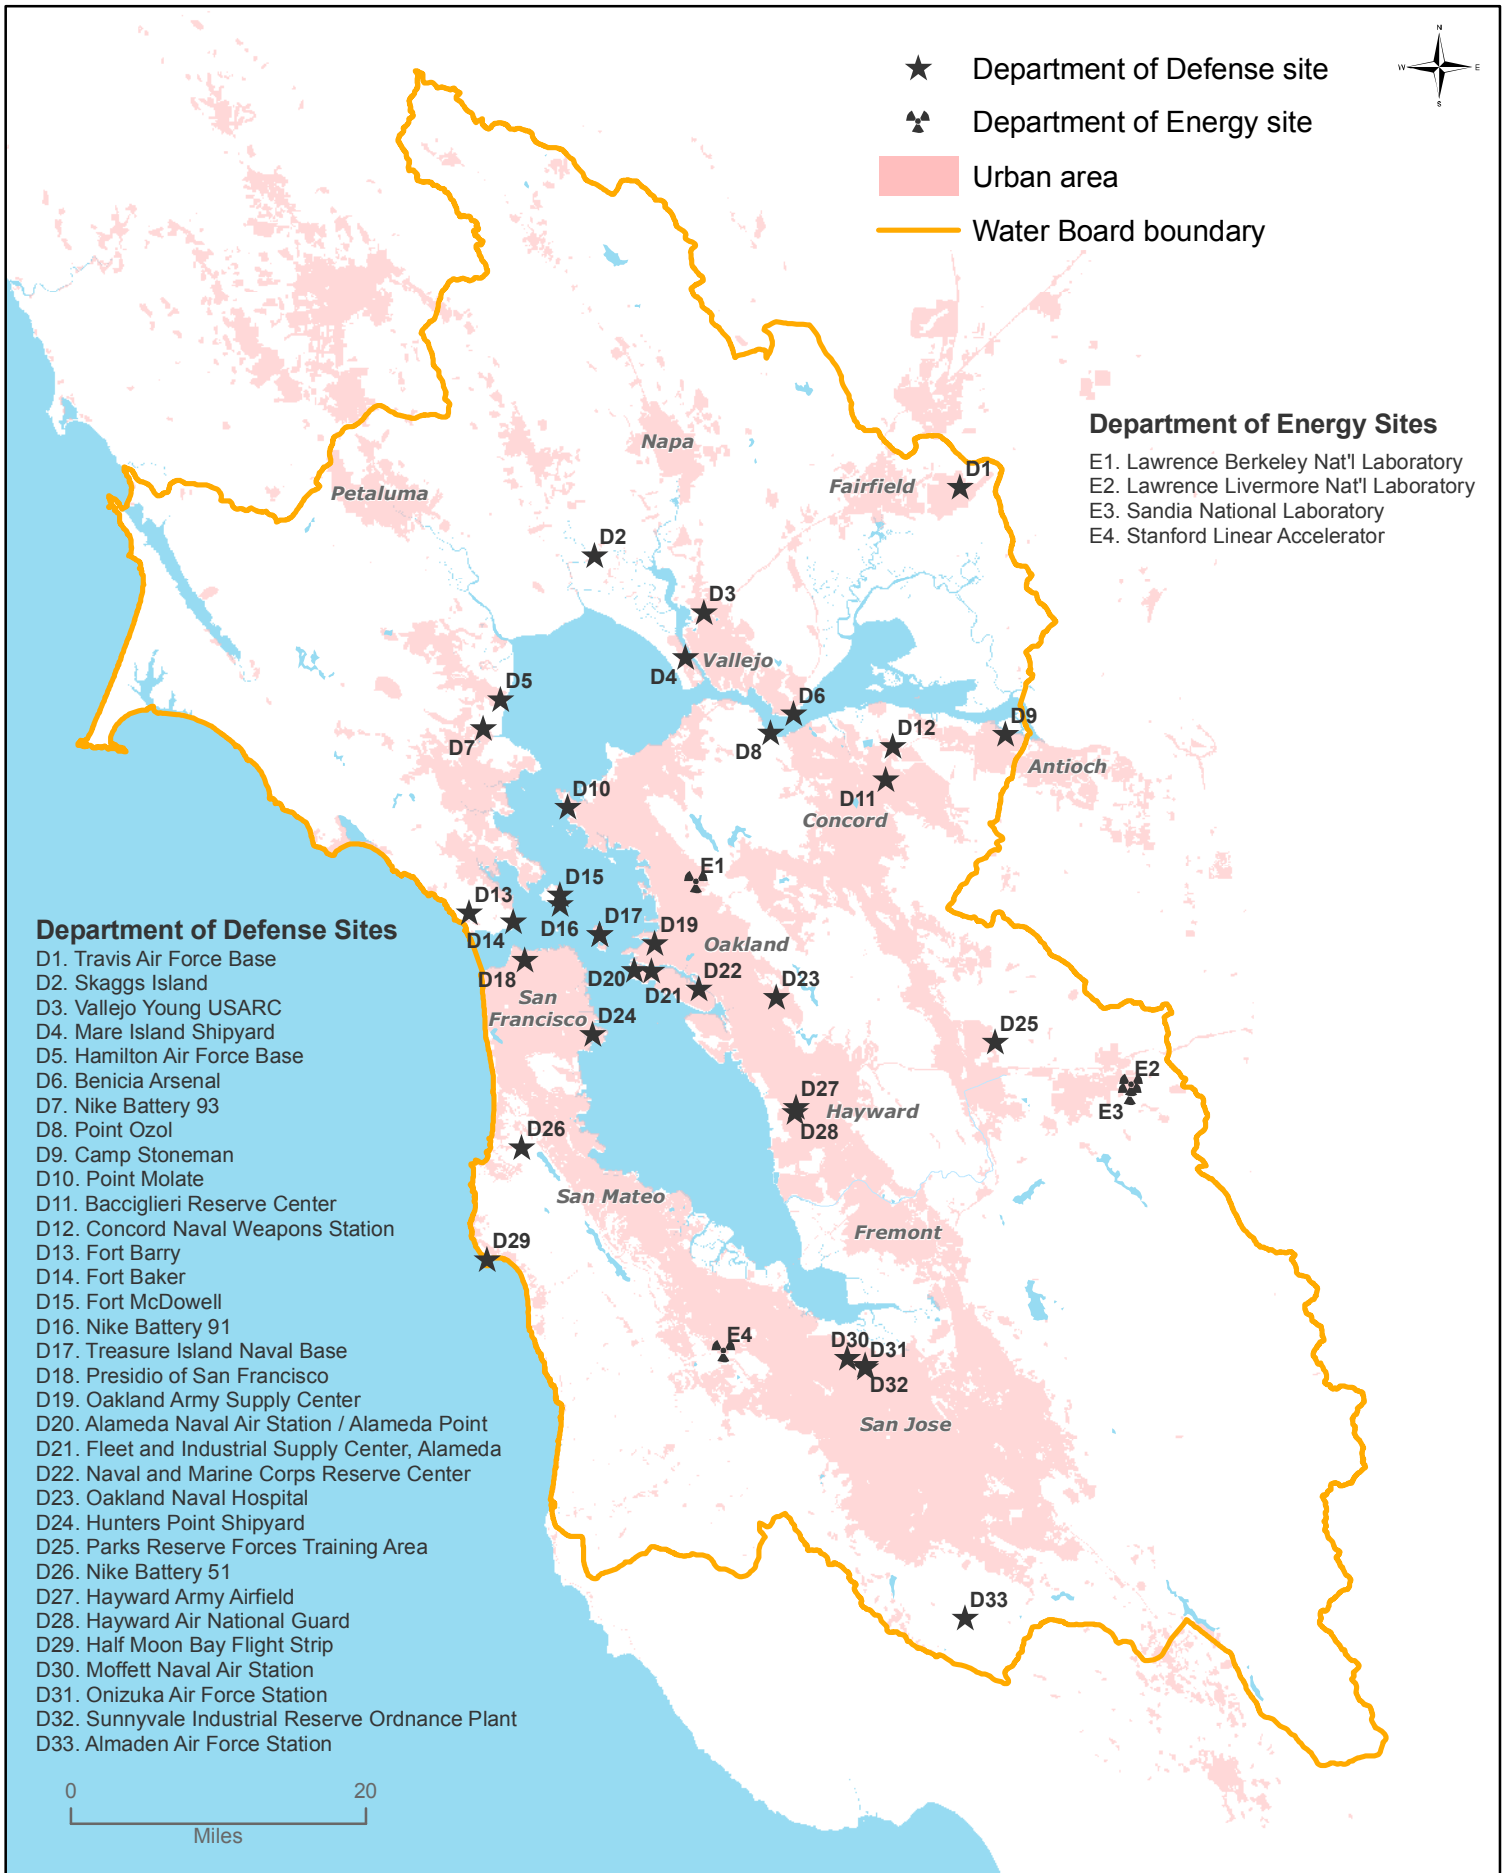 N
W
E
S
Department of Defense site
Department of Energy site
Urban area
Water Board boundary
Department of Energy Sites
E1. Lawrence Berkeley Nat'l Laboratory
E2. Lawrence Livermore Nat'l Laboratory
E3. Sandia National Laboratory
E4. Stanford Linear Accelerator
Napa
Petaluma
Fairfield
D1
D2
D3
Vallejo
D4
D5
D6
D7
D8
D9
D12
Antioch
D11
Concord
D10
E1
D15
D13
D16
D17
D19
D14
Oakland
D18
D20
D21
D22
D23
San
Francisco
D24
D25
E2
E3
D27
Hayward
D28
D26
San Mateo
Fremont
D29
E4
D30
D31
D32
San Jose
D33
Department of Defense Sites
D1. Travis Air Force Base
D2. Skaggs Island
D3. Vallejo Young USARC
D4. Mare Island Shipyard
D5. Hamilton Air Force Base
D6. Benicia Arsenal
D7. Nike Battery 93
D8. Point Ozol
D9. Camp Stoneman
D10. Point Molate
D11. Bacciglieri Reserve Center
D12. Concord Naval Weapons Station
D13. Fort Barry
D14. Fort Baker
D15. Fort McDowell
D16. Nike Battery 91
D17. Treasure Island Naval Base
D18. Presidio of San Francisco
D19. Oakland Army Supply Center
D20. Alameda Naval Air Station / Alameda Point
D21. Fleet and Industrial Supply Center, Alameda
D22. Naval and Marine Corps Reserve Center
D23. Oakland Naval Hospital
D24. Hunters Point Shipyard
D25. Parks Reserve Forces Training Area
D26. Nike Battery 51
D27. Hayward Army Airfield
D28. Hayward Air National Guard
D29. Half Moon Bay Flight Strip
D30. Moffett Naval Air Station
D31. Onizuka Air Force Station
D32. Sunnyvale Industrial Reserve Ordnance Plant
D33. Almaden Air Force Station
0 20
Miles